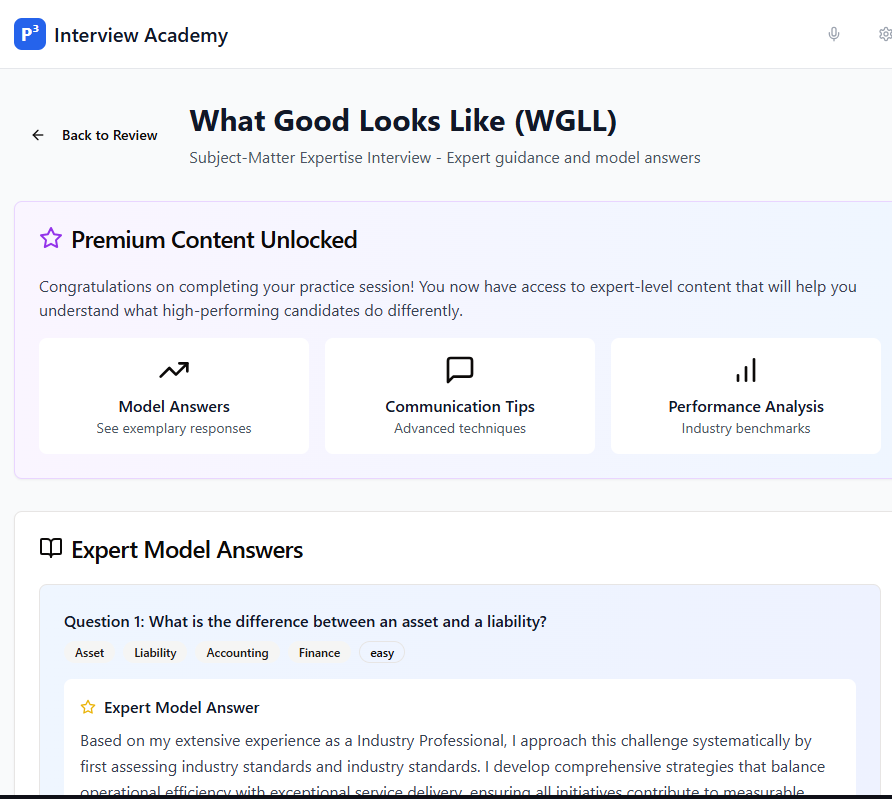 P³ Interview Academy
Back to Review
What Good Looks Like (WGLL)
Subject-Matter Expertise Interview - Expert guidance and model answers
Premium Content Unlocked
Congratulations on completing your practice session! You now have access to expert-level content that will help you
understand what high-performing candidates do differently.
Model Answers
See exemplary responses
Communication Tips
Advanced techniques
Performance Analysis
Industry benchmarks
Expert Model Answers
Question 1: What is the difference between an asset and a liability?
Asset Liability Accounting Finance easy
Expert Model Answer
Based on my extensive experience as a Industry Professional, I approach this challenge systematically by
first assessing industry standards and industry standards. I develop comprehensive strategies that balance
operational efficiency with exceptional service delivery, ensuring all initiatives contribute to measurable